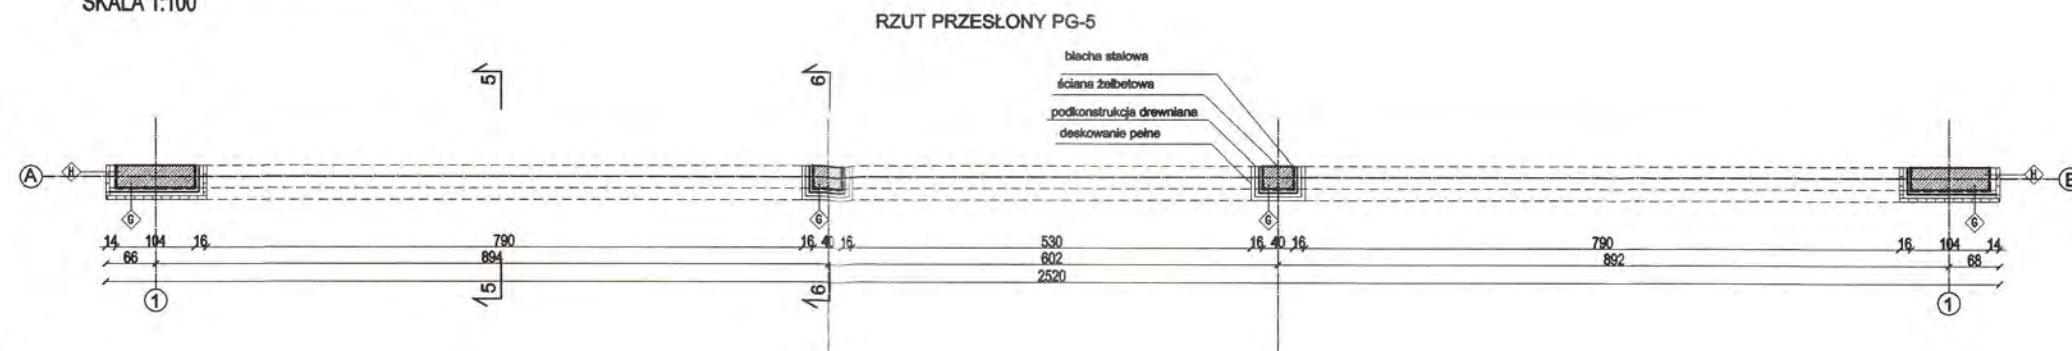 SKALA 1:100
RZUT PRZESŁONY PG-5
blacha stalowa
ściana żelbetowa
podkonstrukcja drewniana
deskowanie pełne
5 6
A H H
G G G G
14 104 16 790 16 40 16 530 16 40 16 790 16 104 14
66 894 602 892 68
2520
5 6
1 1